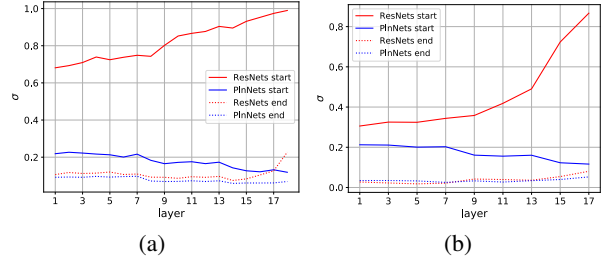 1,0
0.8
0.6
0.4
0.2
σ
ResNets start
PlnNets start
ResNets end
PlnNets end
1 3 5 7 9 11 13 15 17
layer
(a)
1.0
0.8
0.6
0.4
0.2
0.0
σ
ResNets start
PlnNets start
ResNets end
PlnNets end
1 3 5 7 9 11 13 15 17
layer
(b)